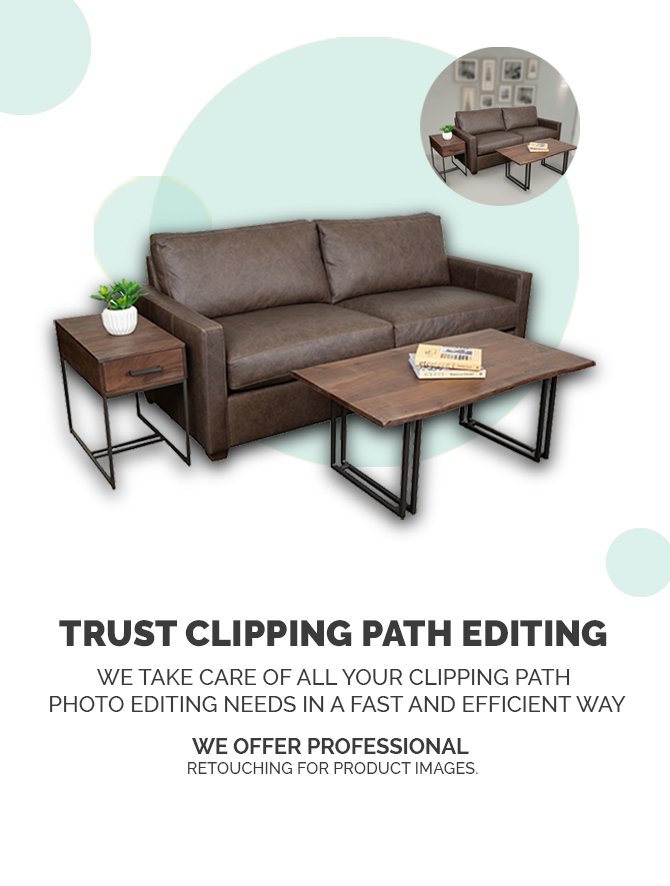 TRUST CLIPPING PATH EDITING
WE TAKE CARE OF ALL YOUR CLIPPING PATH
PHOTO EDITING NEEDS IN A FAST AND EFFICIENT WAY
WE OFFER PROFESSIONAL
RETOUCHING FOR PRODUCT IMAGES.